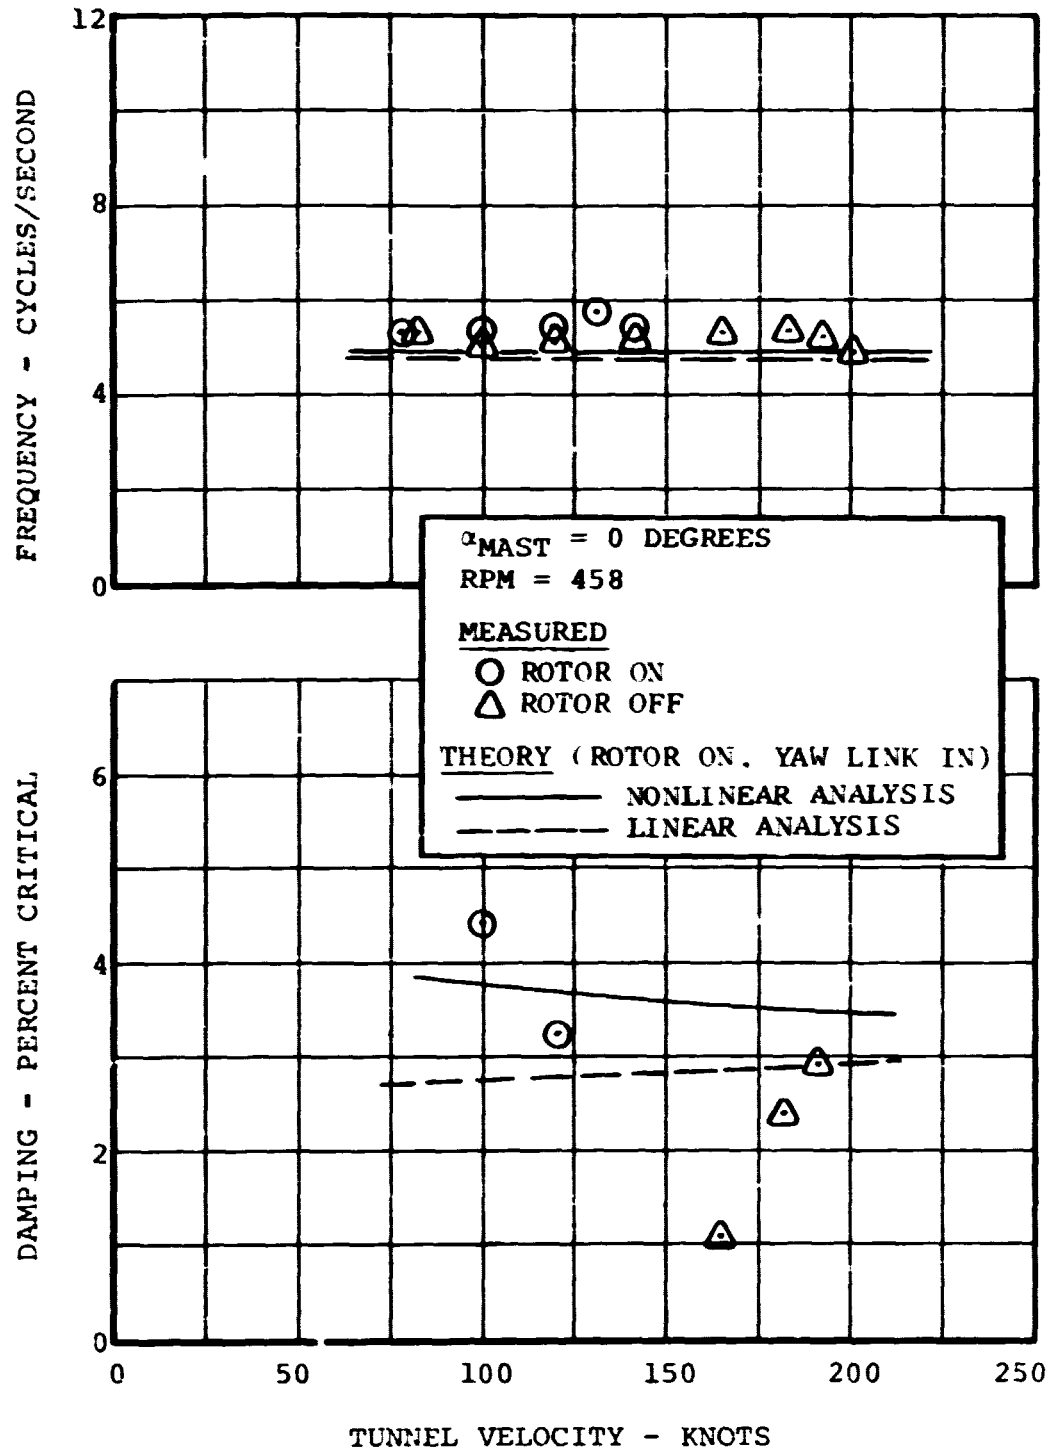 12
8
4
0
FREQUENCY - CYCLES/SECOND
αMAST = 0 DEGREES
RPM = 458
MEASURED
ROTOR ON
ROTOR OFF
THEORY (ROTOR ON. YAW LINK IN)
NONLINEAR ANALYSIS
LINEAR ANALYSIS
6
4
2
0
DAMPING - PERCENT CRITICAL
0 50 100 150 200 250
TUNNEL VELOCITY - KNOTS